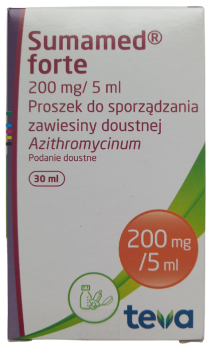 Sumamed®
forte
200 mg/ 5 ml
Proszek do sporządzania
zawiesiny doustnej
Azithromycinum
Podanie doustne
30 ml
200 mg
/5 ml
teva